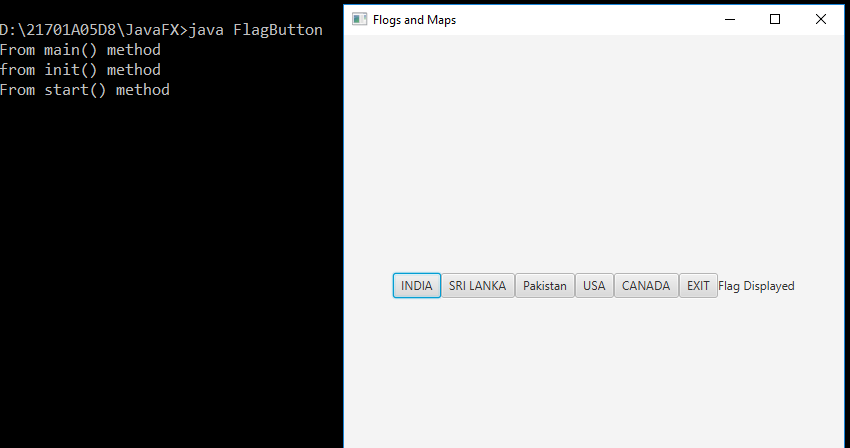 D:\21701A05D8\JavaFX>java FlagButton
From main() method
from init() method
From start() method
Flogs and Maps
INDIA SRI LANKA Pakistan USA CANADA EXIT Flag Displayed